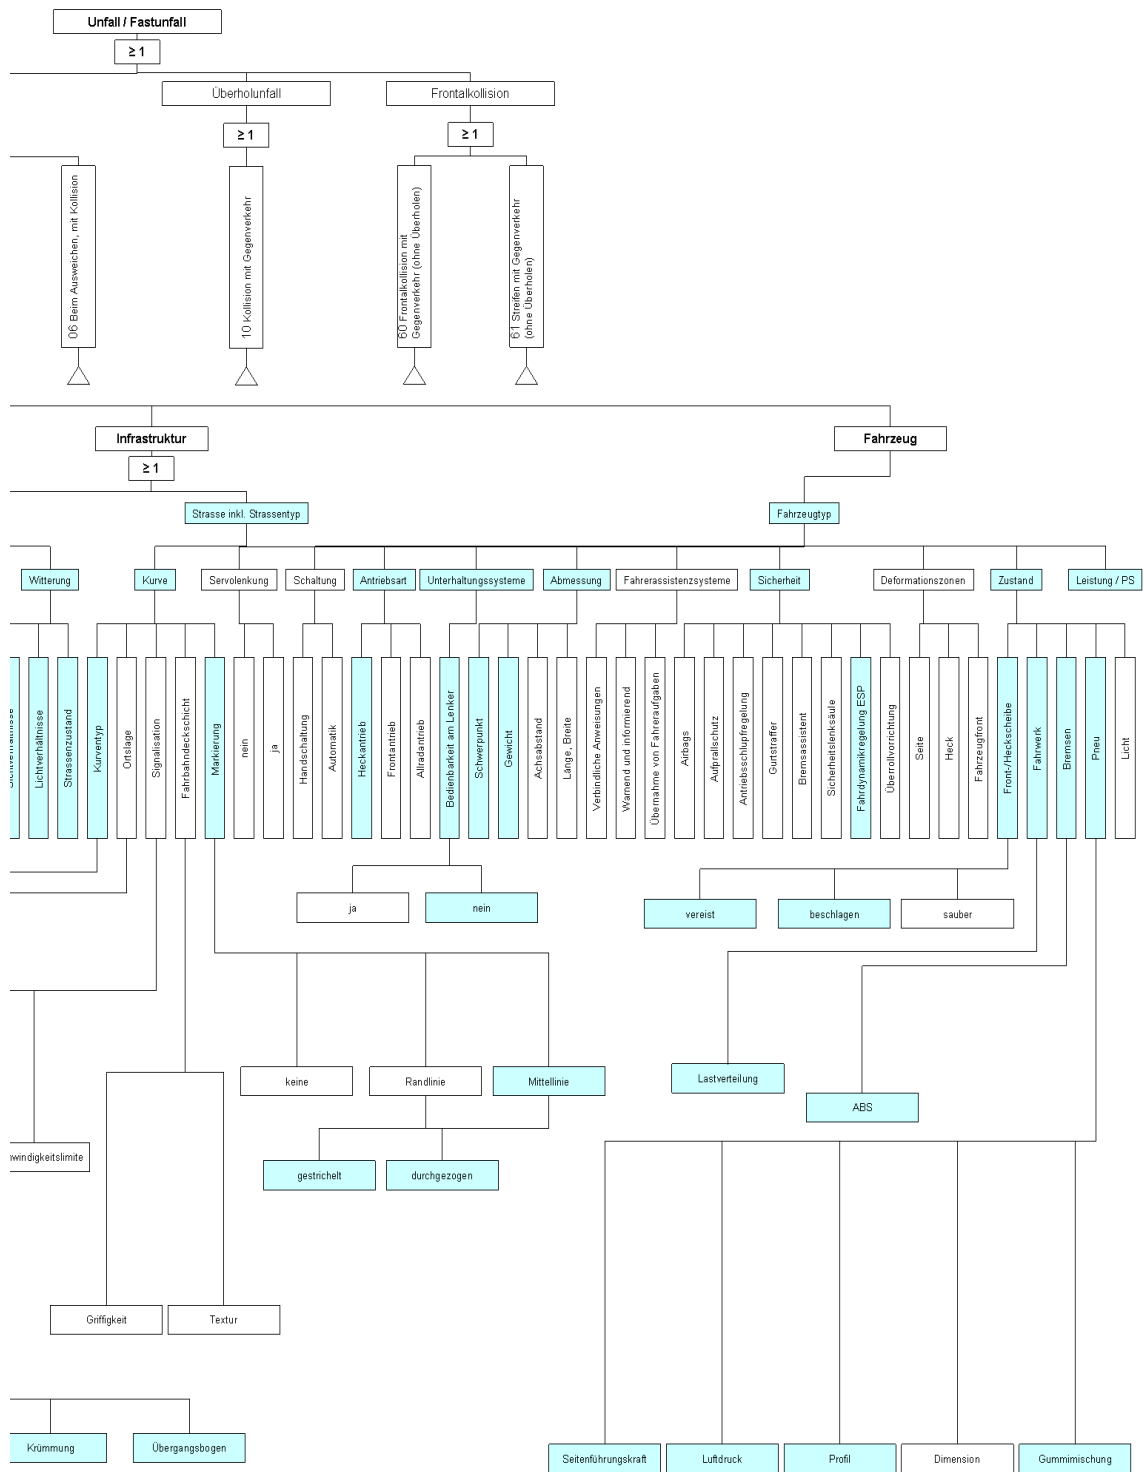 Unfall / Fastunfall
≥ 1
Überholunfall
Frontalkollision
≥ 1
≥ 1
06 Beim Ausweichen, mit Kollision
10 Kollision mit Gegenverkehr
60 Frontalkollision mit
Gegenverkehr (ohne Überholen)
61 Streifen mit Gegenverkehr
(ohne Überholen)
Infrastruktur
Fahrzeug
≥ 1
Strasse inkl. Strassentyp
Fahrzeugtyp
Witterung
Kurve
Servolenkung
Schaltung
Antriebsart
Unterhaltungssysteme
Abmessung
Fahrerassistenzsysteme
Sicherheit
Deformationszonen
Zustand
Leistung / PS
Lichtverhältnisse
Strassenzustand
Kurventyp
Ortslage
Signalisation
Fahrbahndeckschicht
Markierung
nein
ja
Handschaltung
Automatik
Heckantrieb
Frontantrieb
Allradantrieb
Bedienbarkeit am Lenker
Schwerpunkt
Gewicht
Achsabstand
Länge, Breite
Verbindliche Anweisungen
Warnend und informierend
Übernahme von Fahreraufgaben
Airbags
Aufprallschutz
Antriebsschlupfregelung
Gurtstraffer
Bremsassistent
Sicherheitslenksäule
Fahrdynamikregelung ESP
Überrollvorrichtung
Seite
Heck
Fahrzeugfront
Front-/Heckscheibe
Fahrwerk
Bremsen
Pneu
Licht
ja
nein
vereist
beschlagen
sauber
keine
Randlinie
Mittellinie
Lastverteilung
ABS
gestrichelt
durchgezogen
windigkeitslimite
Griffigkeit
Textur
Krümmung
Übergangsbogen
Seitenführungskraft
Luftdruck
Profil
Dimension
Gummimischung